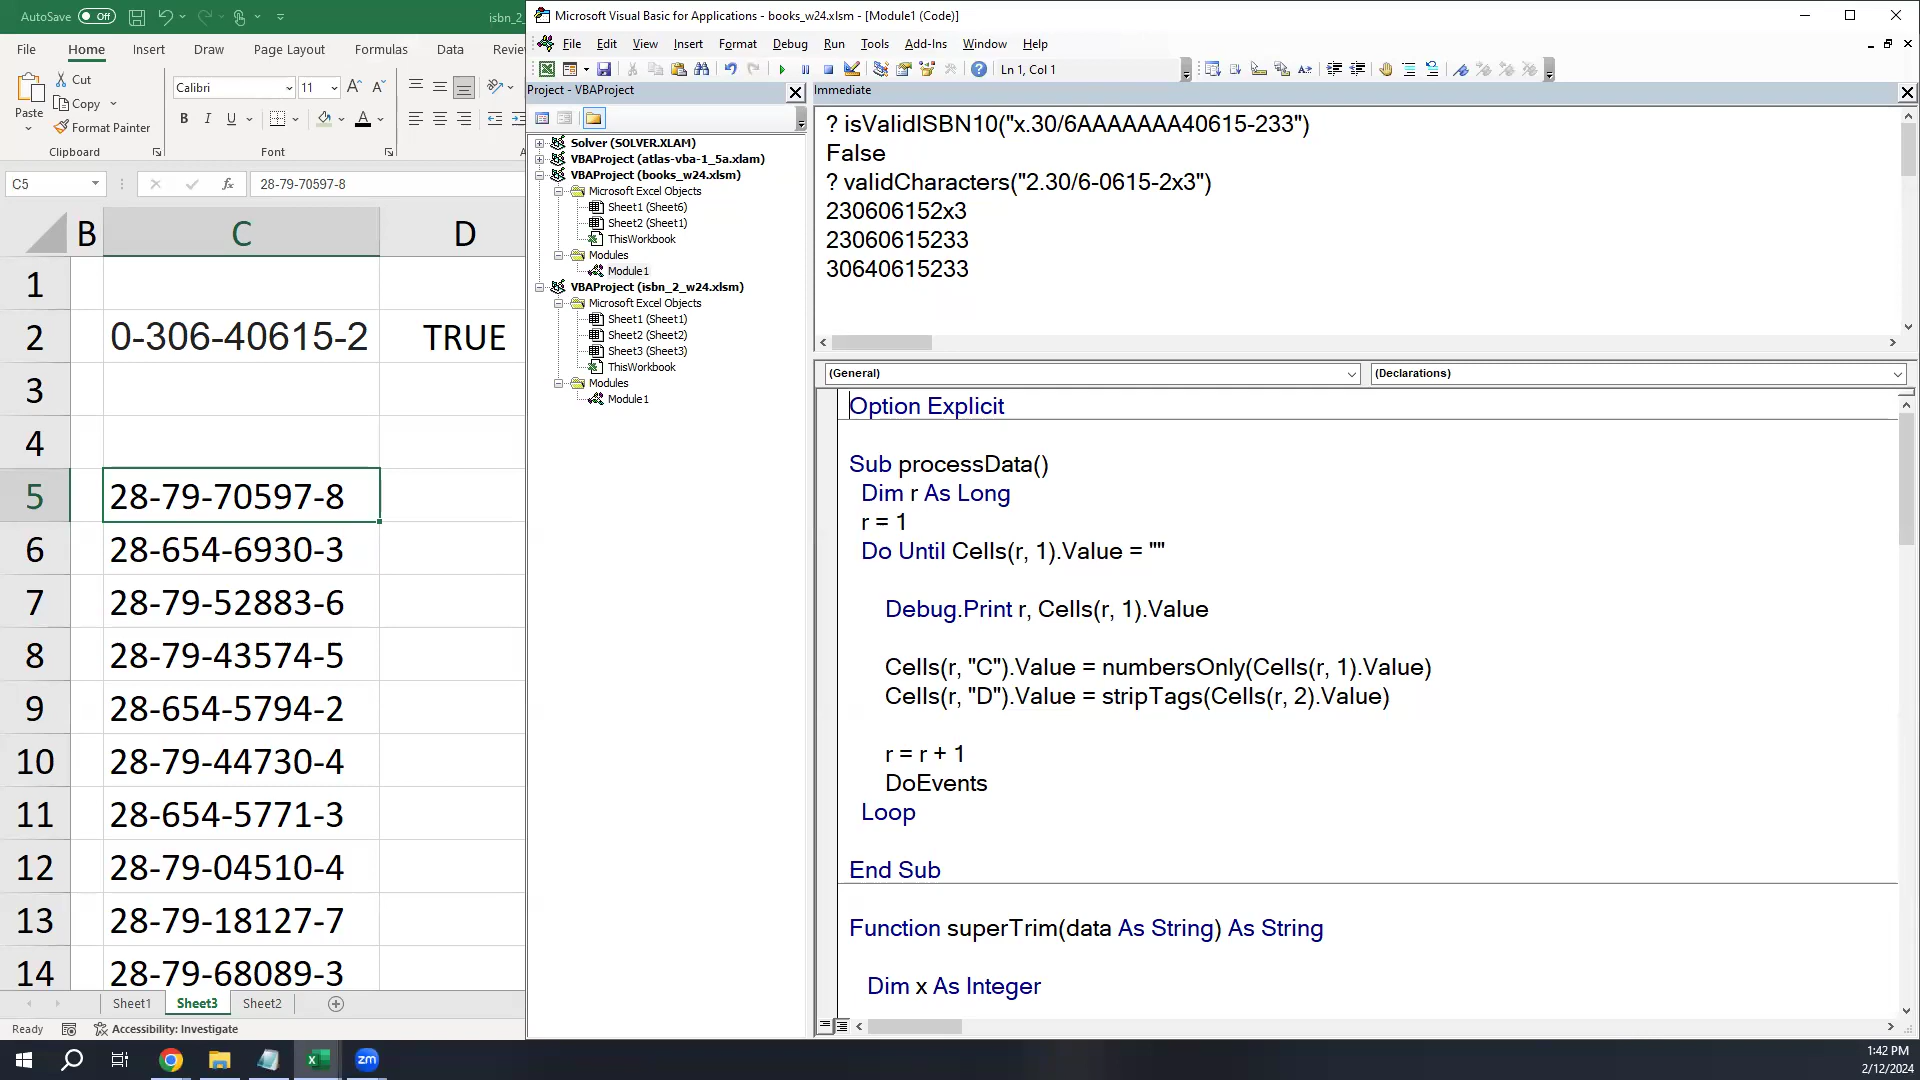 AutoSave Off
isbn_2_
File Home Insert Draw Page Layout Formulas Data Revie
Paste
Cut
Copy
Format Painter
Clipboard
Calibri 11
B I U
Font
C5
fx
28-79-70597-8
B C D
1
2 0-306-40615-2 TRUE
3
4
5 28-79-70597-8
6 28-654-6930-3
7 28-79-52883-6
8 28-79-43574-5
9 28-654-5794-2
10 28-79-44730-4
11 28-654-5771-3
12 28-79-04510-4
13 28-79-18127-7
14 28-79-68089-3
Sheet1 Sheet3 Sheet2
Ready Accessibility: Investigate
Microsoft Visual Basic for Applications - books_w24.xlsm - [Module1 (Code)]
File Edit View Insert Format Debug Run Tools Add-Ins Window Help
Ln 1, Col 1
Project - VBAProject
Solver (SOLVER.XLAM)
VBAProject (atlas-vba-1_5a.xlam)
VBAProject (books_w24.xlsm)
Microsoft Excel Objects
Sheet1 (Sheet6)
Sheet2 (Sheet1)
ThisWorkbook
Modules
Module1
VBAProject (isbn_2_w24.xlsm)
Microsoft Excel Objects
Sheet1 (Sheet1)
Sheet2 (Sheet2)
Sheet3 (Sheet3)
ThisWorkbook
Modules
Module1
Immediate
? isValidISBN10("x.30/6AAAAAAA40615-233")
False
? validCharacters("2.30/6-0615-2x3")
230606152x3
23060615233
30640615233
(General) (Declarations)
Option Explicit
Sub processData()
Dim r As Long
r = 1
Do Until Cells(r, 1).Value = ""
Debug.Print r, Cells(r, 1).Value
Cells(r, "C").Value = numbersOnly(Cells(r, 1).Value)
Cells(r, "D").Value = stripTags(Cells(r, 2).Value)
r = r + 1
DoEvents
Loop
End Sub
Function superTrim(data As String) As String
Dim x As Integer
zm
1:42 PM
2/12/2024